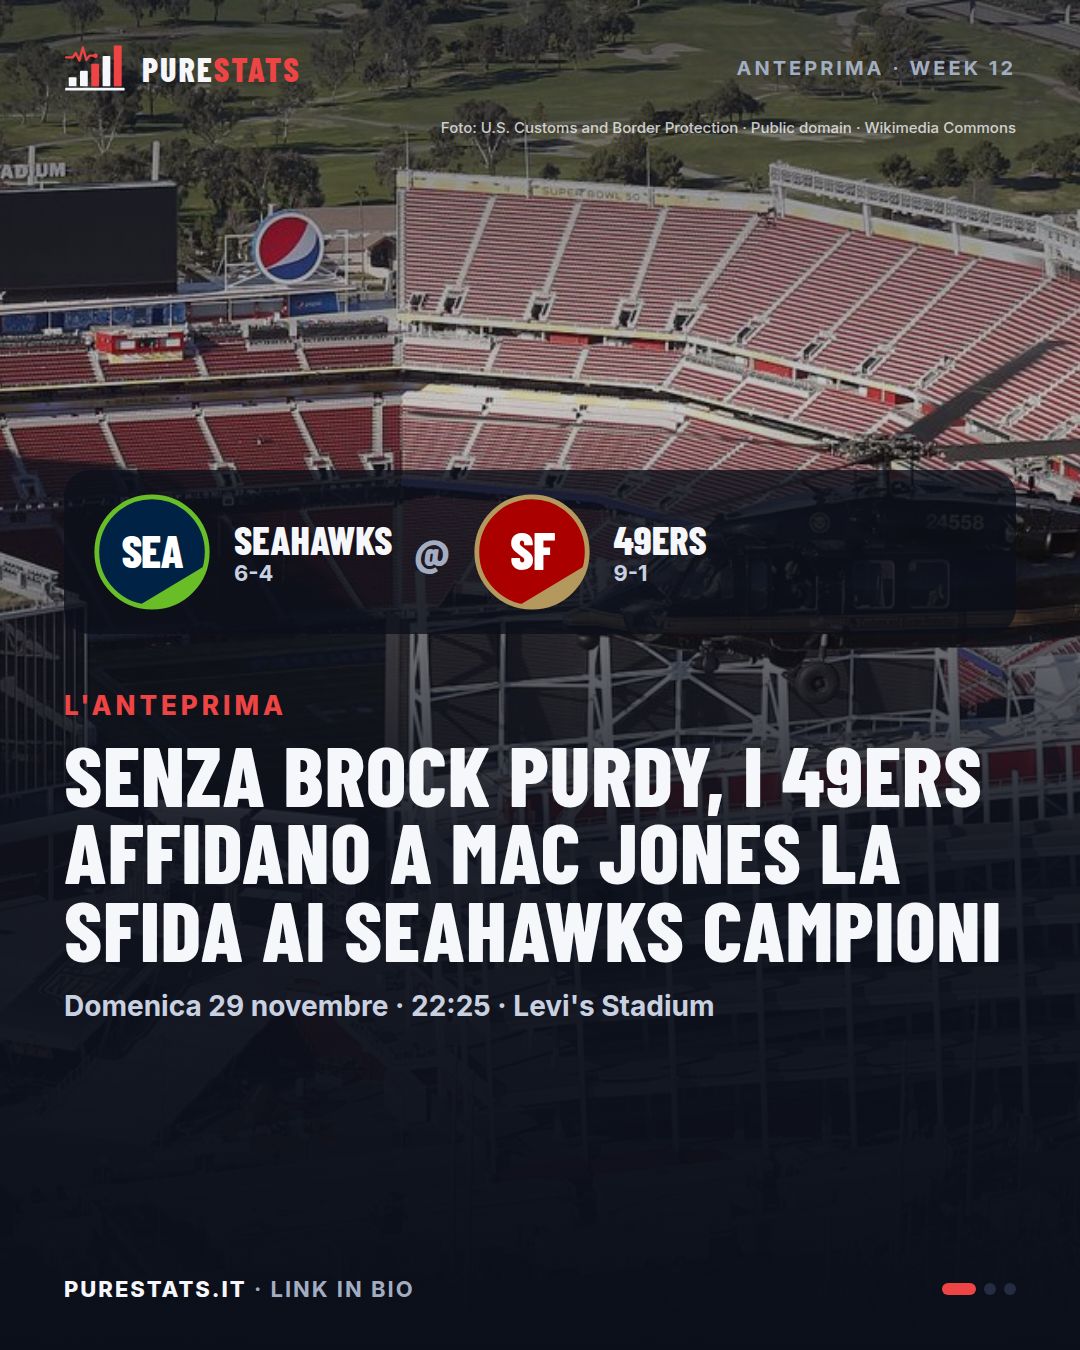 PURESTATS
ANTEPRIMA · WEEK 12
Foto: U.S. Customs and Border Protection · Public domain · Wikimedia Commons
ADIUM
SUPER BOWL 50
24558
SEA
SEAHAWKS
6-4
@
SF
49ERS
9-1
L'ANTEPRIMA
SENZA BROCK PURDY, I 49ERS
AFFIDANO A MAC JONES LA
SFIDA AI SEAHAWKS CAMPIONI
Domenica 29 novembre · 22:25 · Levi's Stadium
PURESTATS.IT · LINK IN BIO